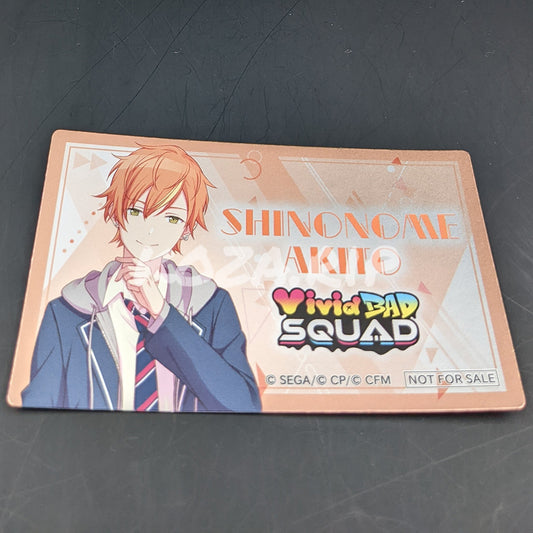 SHINONOME
AKITO
Vivid BAD
SQUAD
© SEGA/© CP/© CFM
NOT FOR SALE